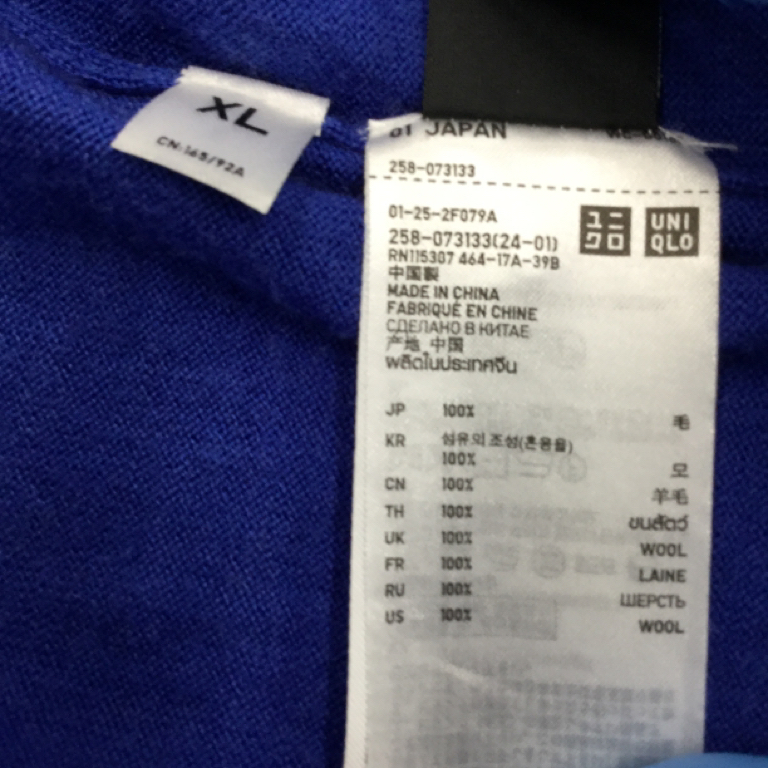 XL
CN:165/92A
01 JAPAN
258-073133
01-25-2F079A
258-073133(24-01)
RN115307 464-17A-39B
ユニ
クロ
UNI
QLO
中国製
MADE IN CHINA
FABRIQUÉ EN CHINE
СДЕЛАНО В КИТАЕ
产地 中国
ผลิตในประเทศจีน
JP 100% 毛
KR 섬유의 조성(혼용율)
100% 모
CN 100% 羊毛
TH 100% ขนสัตว์
UK 100% WOOL
FR 100% LAINE
RU 100% ШЕРСТЬ
US 100% WOOL